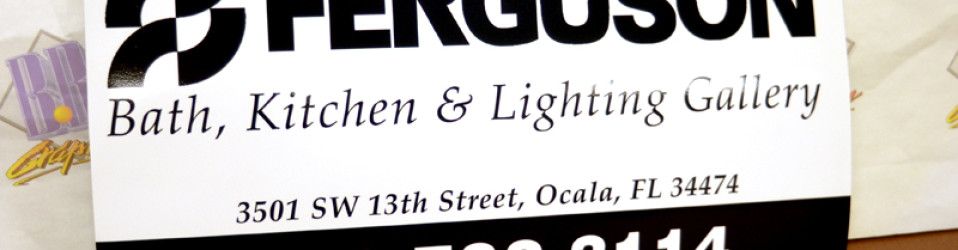 FERGUSON
Bath, Kitchen & Lighting Gallery
3501 SW 13th Street, Ocala, FL 34474